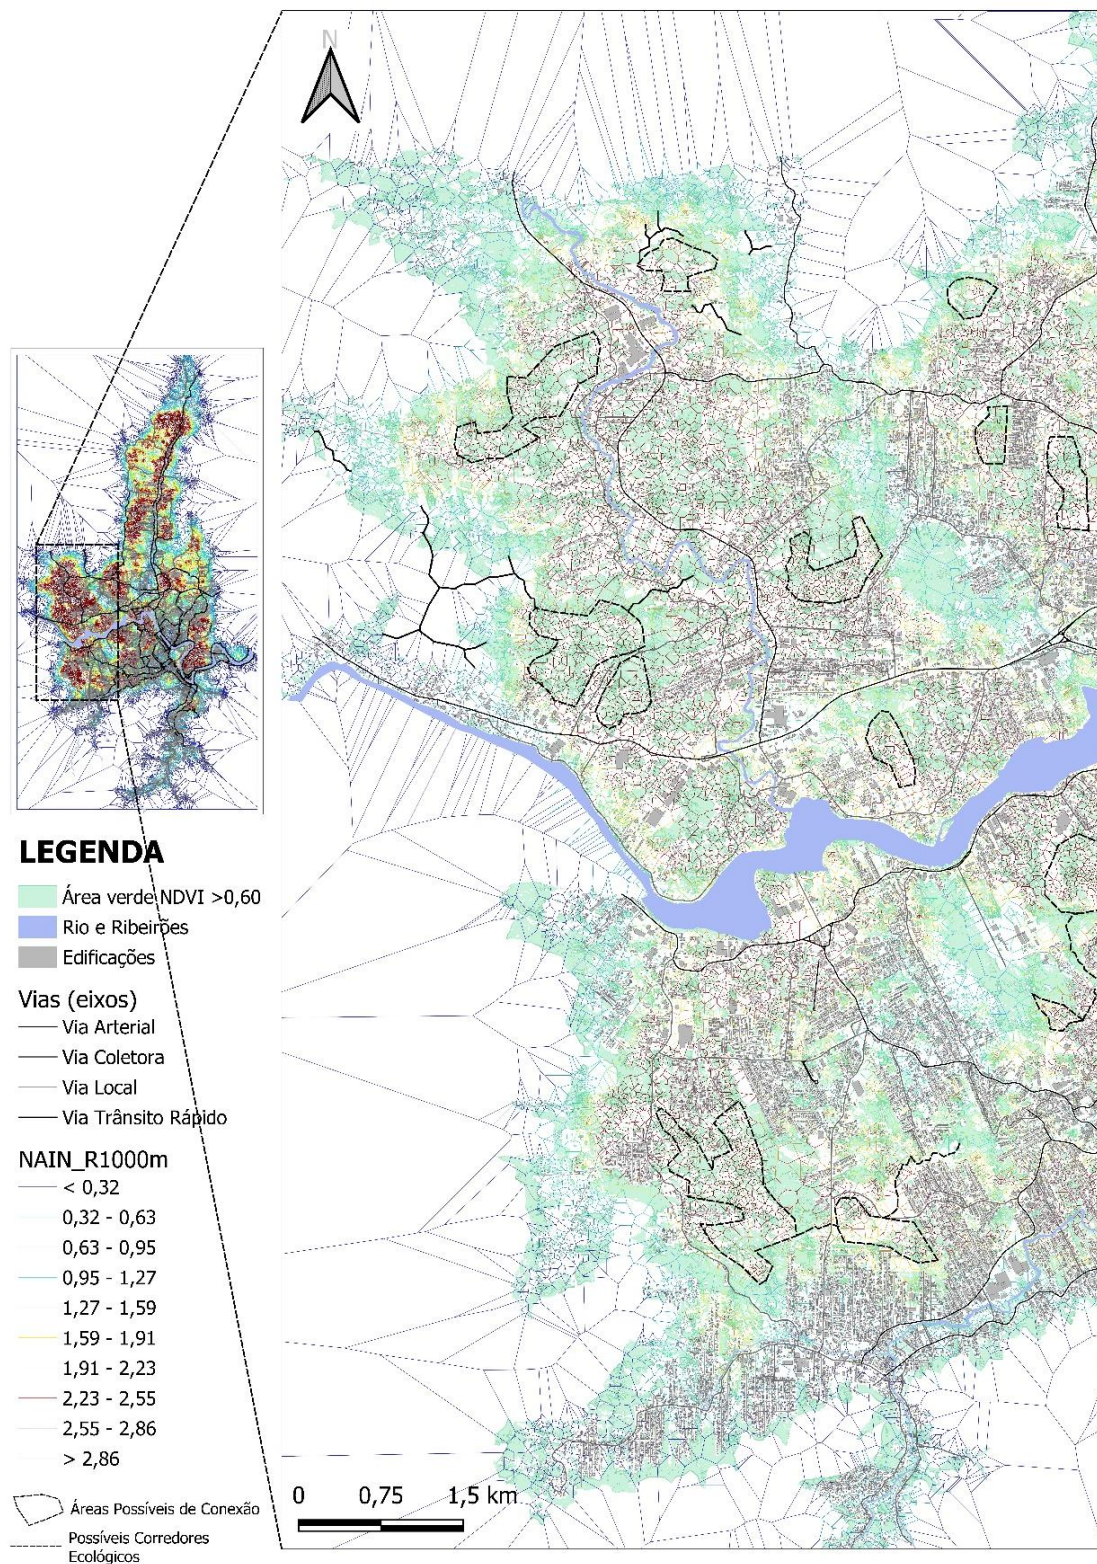 N
LEGENDA
Área verde NDVI >0,60
Rio e Ribeirões
Edificações
Vias (eixos)
Via Arterial
Via Coletora
Via Local
Via Trânsito Rápido
NAIN_R1000m
< 0,32
0,32 - 0,63
0,63 - 0,95
0,95 - 1,27
1,27 - 1,59
1,59 - 1,91
1,91 - 2,23
2,23 - 2,55
2,55 - 2,86
> 2,86
Áreas Possíveis de Conexão
Possíveis Corredores
Ecológicos
0 0,75 1,5 km